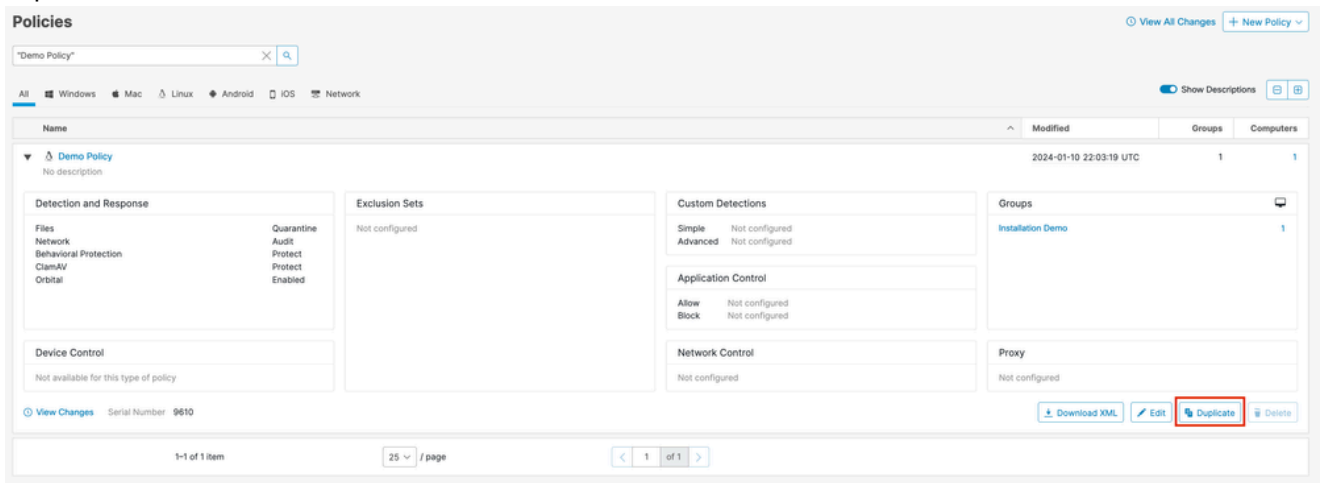 Policies
View All Changes
+ New Policy
"Demo Policy"
All Windows Mac Linux Android iOS Network
Show Descriptions
Name Modified Groups Computers
Demo Policy 2024-01-10 22:03:19 UTC 1 1
No description
Detection and Response
Files Quarantine
Network Audit
Behavioral Protection Protect
ClamAV Protect
Orbital Enabled
Exclusion Sets
Not configured
Custom Detections
Simple Not configured
Advanced Not configured
Application Control
Allow Not configured
Block Not configured
Groups
Installation Demo 1
Device Control
Not available for this type of policy
Network Control
Not configured
Proxy
Not configured
View Changes Serial Number 9610
Download XML Edit Duplicate Delete
1-1 of 1 item 25 / page 1 of 1